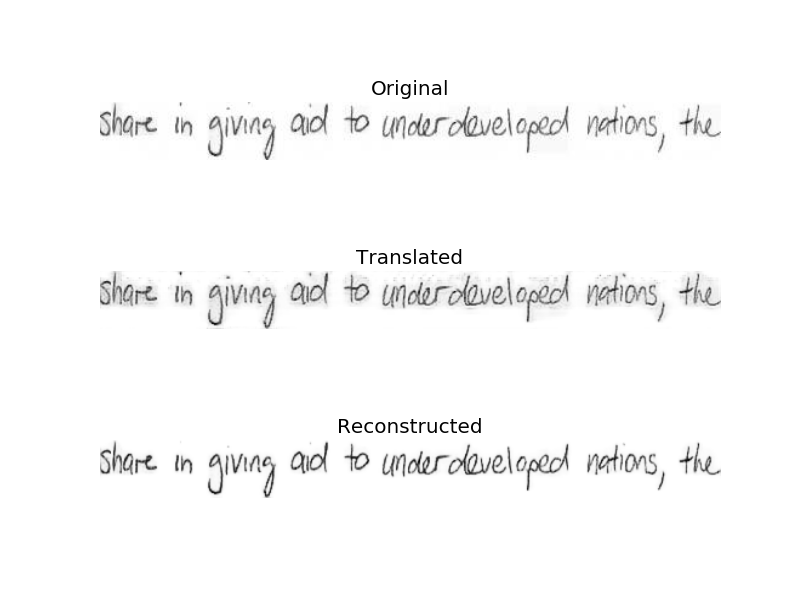 Original
share in giving aid to underdeveloped nations, the
Translated
share in giving aid to underdeveloped nations, the
Reconstructed
share in giving aid to underdeveloped nations, the